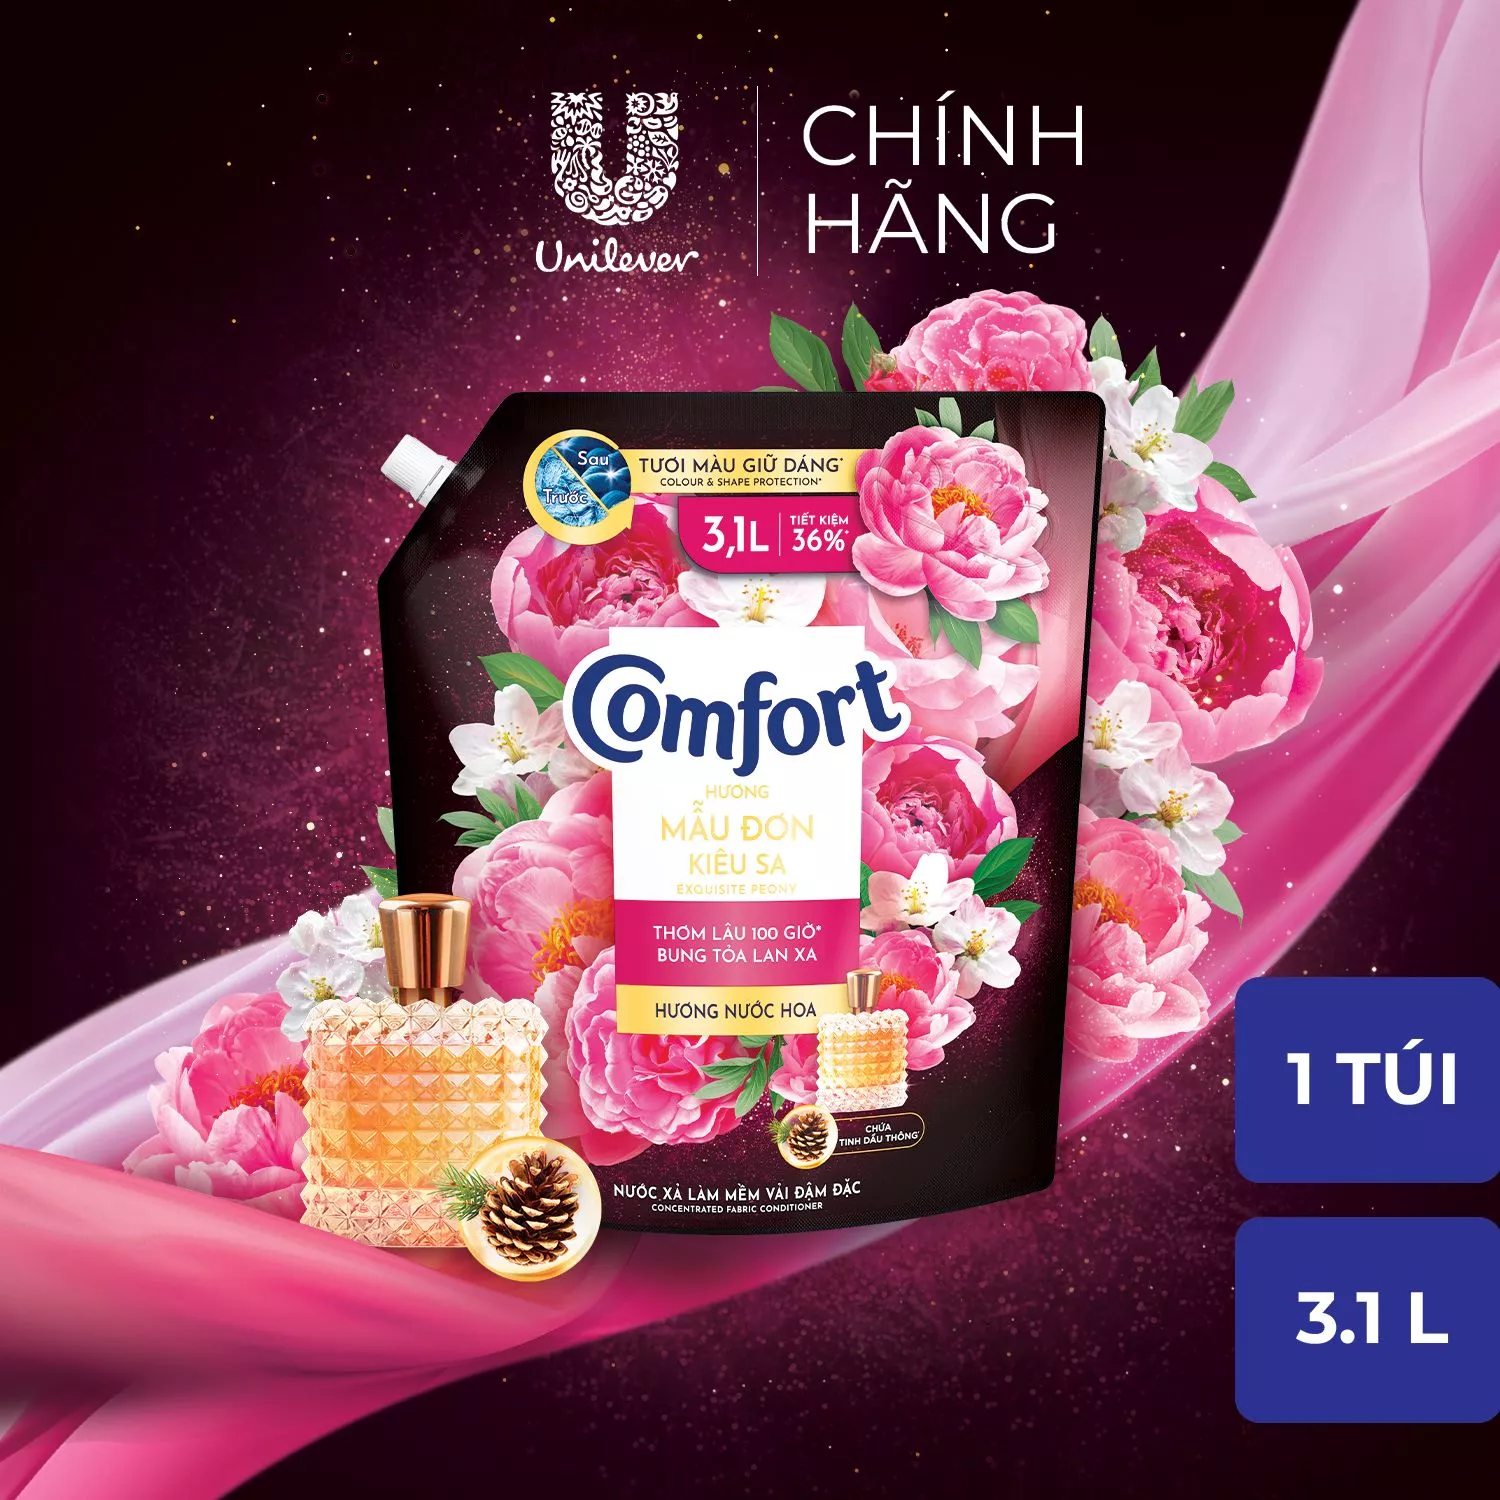 Unilever
CHÍNH
HÃNG
Sau
Trước
TƯƠI MÀU GIỮ DÁNG*
COLOUR & SHAPE PROTECTION*
3,1L
TIẾT KIỆM
36%*
Comfort
HƯƠNG
MẪU ĐƠN
KIÊU SA
EXQUISITE PEONY
THƠM LÂU 100 GIỜ*
BUNG TỎA LAN XA
HƯƠNG NƯỚC HOA
CHỨA
TINH DẦU THÔNG*
NƯỚC XẢ LÀM MỀM VẢI ĐẬM ĐẶC
CONCENTRATED FABRIC CONDITIONER
1 TÚI
3.1 L